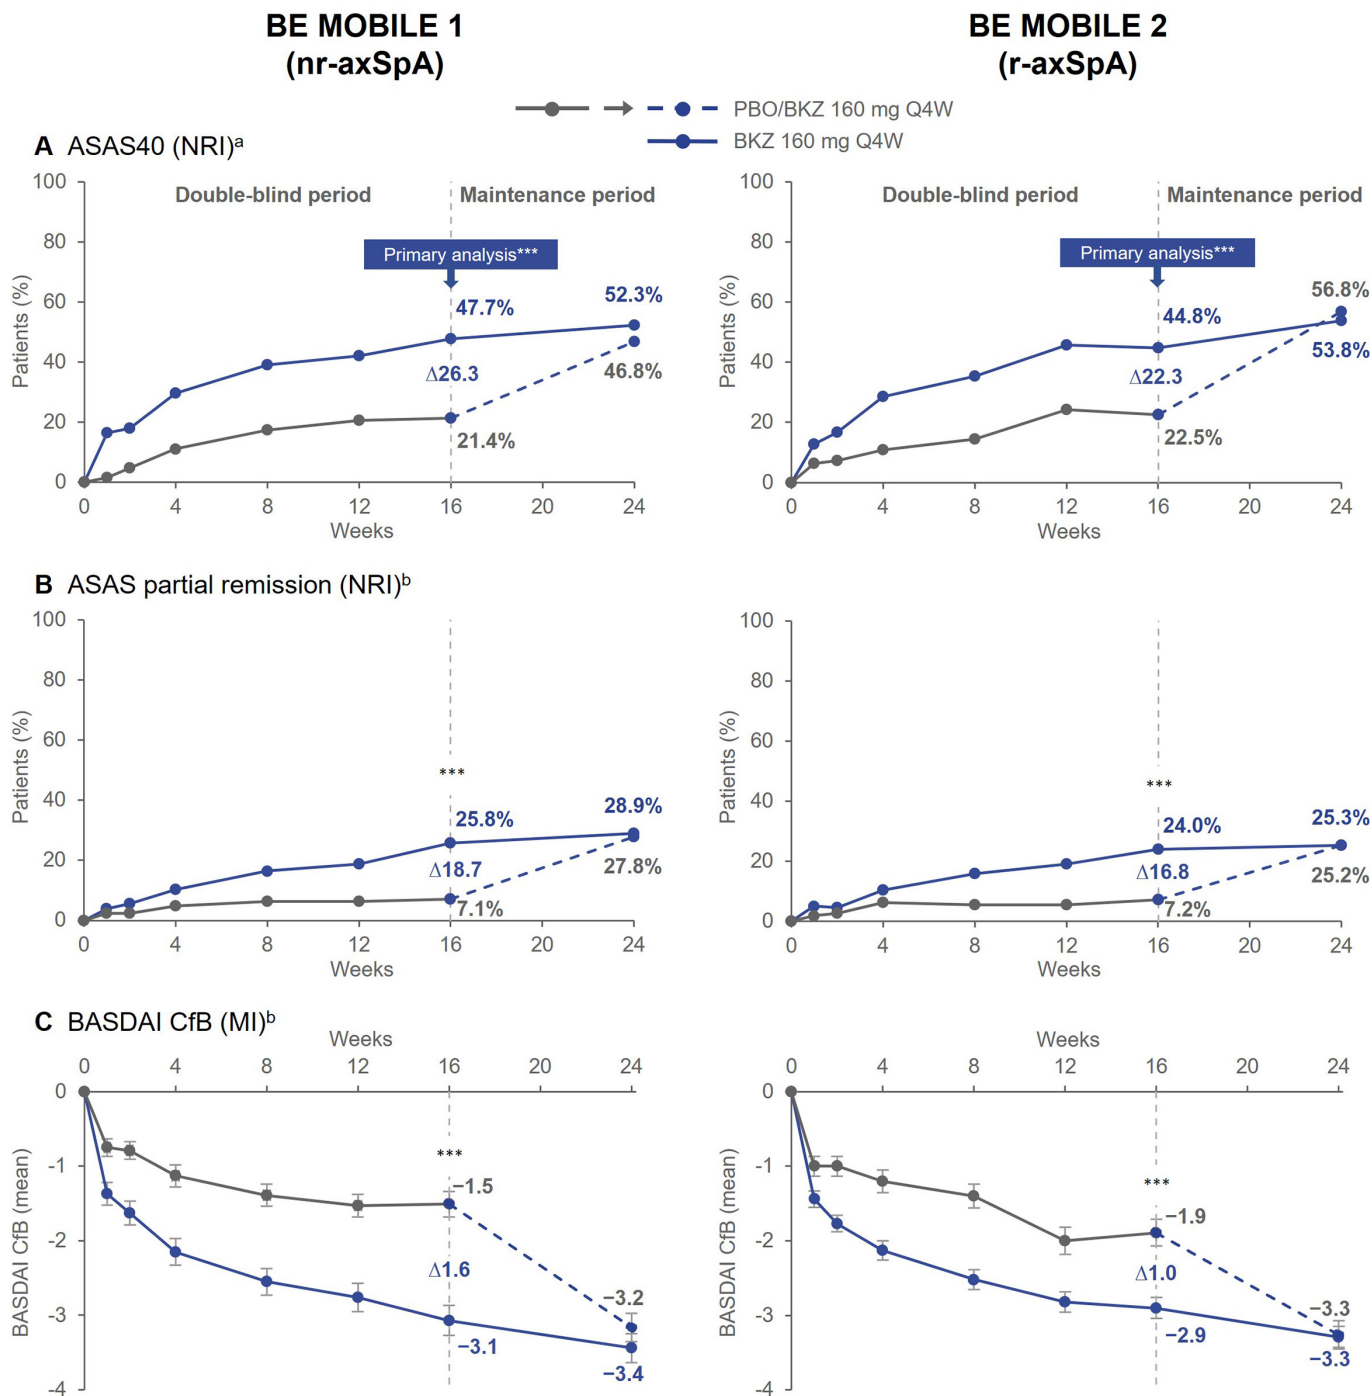 BE MOBILE 1
(nr-axSpA)
BE MOBILE 2
(r-axSpA)
PBO/BKZ 160 mg Q4W
BKZ 160 mg Q4W
A ASAS40 (NRI)ᵃ
Patients (%)
100
80
60
40
20
0
Double-blind period
Maintenance period
Primary analysis***
47.7%
52.3%
Δ26.3
46.8%
21.4%
0 4 8 12 16 20 24
Weeks
Patients (%)
100
80
60
40
20
0
Double-blind period
Maintenance period
Primary analysis***
56.8%
44.8%
53.8%
Δ22.3
22.5%
0 4 8 12 16 20 24
Weeks
B ASAS partial remission (NRI)ᵇ
Patients (%)
100
80
60
40
20
0
***
25.8%
28.9%
Δ18.7
27.8%
7.1%
0 4 8 12 16 20 24
Weeks
Patients (%)
100
80
60
40
20
0
***
24.0%
25.3%
Δ16.8
25.2%
7.2%
0 4 8 12 16 20 24
Weeks
C BASDAI CfB (MI)ᵇ
Weeks
0 4 8 12 16 20 24
BASDAI CfB (mean)
0
-1
-2
-3
-4
***
−1.5
Δ1.6
−3.2
−3.1
−3.4
Weeks
0 4 8 12 16 20 24
BASDAI CfB (mean)
0
-1
-2
-3
-4
***
−1.9
Δ1.0
−3.3
−2.9
−3.3